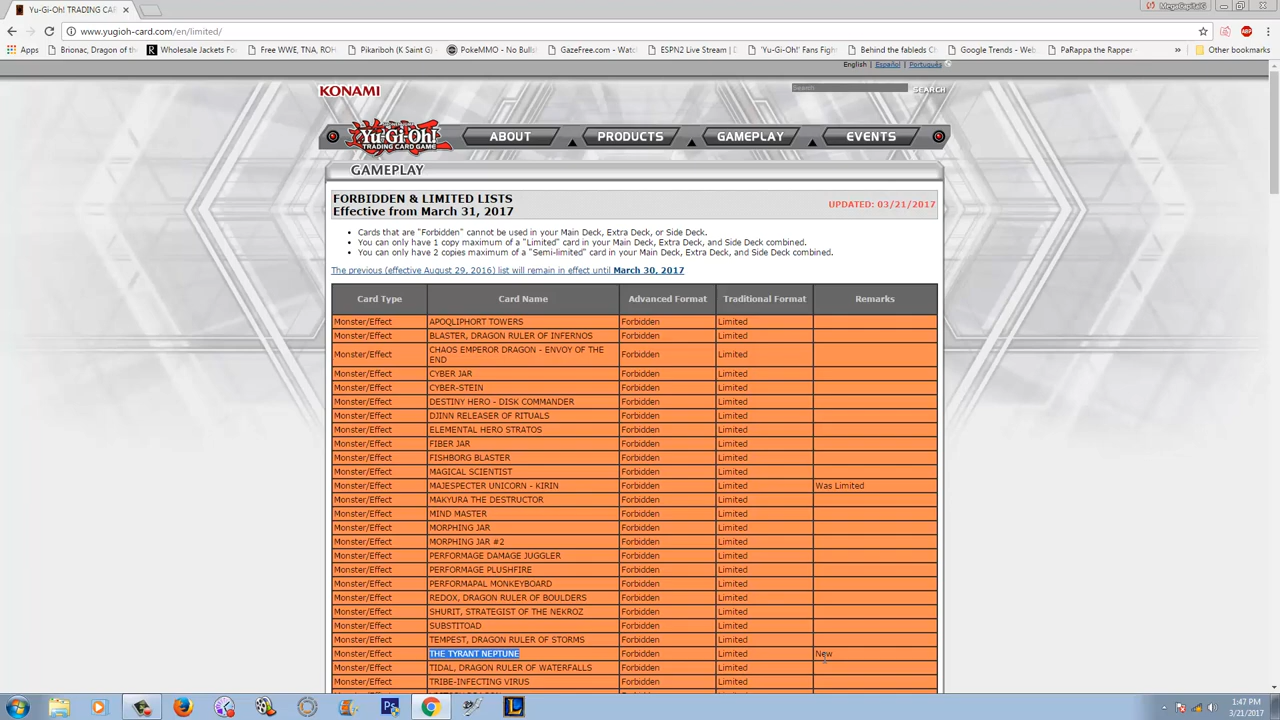 Yu-Gi-Oh! TRADING CAR
MegaCapitalG
www.yugioh-card.com/en/limited/
Apps Brionac, Dragon of the Wholesale Jackets For Free WWE, TNA, ROH, Pikariboh (K Saint G) PokeMMO - No Bullsh GazeFree.com - Watch ESPN2 Live Stream | 'Yu-Gi-Oh!' Fans Fight Behind the fableds Ch Google Trends - Web PaRappa the Rapper - Other bookmarks
English | Español | Português
KONAMI
Search SEARCH
Yu-Gi-Oh! TRADING CARD GAME
ABOUT PRODUCTS GAMEPLAY EVENTS
GAMEPLAY
FORBIDDEN & LIMITED LISTS
Effective from March 31, 2017
UPDATED: 03/21/2017
Cards that are "Forbidden" cannot be used in your Main Deck, Extra Deck, or Side Deck.
You can only have 1 copy maximum of a "Limited" card in your Main Deck, Extra Deck, and Side Deck combined.
You can only have 2 copies maximum of a "Semi-limited" card in your Main Deck, Extra Deck, and Side Deck combined.
The previous (effective August 29, 2016) list will remain in effect until March 30, 2017
Card Type Card Name Advanced Format Traditional Format Remarks
Monster/Effect APOQLIPHORT TOWERS Forbidden Limited
Monster/Effect BLASTER, DRAGON RULER OF INFERNOS Forbidden Limited
Monster/Effect CHAOS EMPEROR DRAGON - ENVOY OF THE END Forbidden Limited
Monster/Effect CYBER JAR Forbidden Limited
Monster/Effect CYBER-STEIN Forbidden Limited
Monster/Effect DESTINY HERO - DISK COMMANDER Forbidden Limited
Monster/Effect DJINN RELEASER OF RITUALS Forbidden Limited
Monster/Effect ELEMENTAL HERO STRATOS Forbidden Limited
Monster/Effect FIBER JAR Forbidden Limited
Monster/Effect FISHBORG BLASTER Forbidden Limited
Monster/Effect MAGICAL SCIENTIST Forbidden Limited
Monster/Effect MAJESPECTER UNICORN - KIRIN Forbidden Limited Was Limited
Monster/Effect MAKYURA THE DESTRUCTOR Forbidden Limited
Monster/Effect MIND MASTER Forbidden Limited
Monster/Effect MORPHING JAR Forbidden Limited
Monster/Effect MORPHING JAR #2 Forbidden Limited
Monster/Effect PERFORMAGE DAMAGE JUGGLER Forbidden Limited
Monster/Effect PERFORMAGE PLUSHFIRE Forbidden Limited
Monster/Effect PERFORMAPAL MONKEYBOARD Forbidden Limited
Monster/Effect REDOX, DRAGON RULER OF BOULDERS Forbidden Limited
Monster/Effect SHURIT, STRATEGIST OF THE NEKROZ Forbidden Limited
Monster/Effect SUBSTITOAD Forbidden Limited
Monster/Effect TEMPEST, DRAGON RULER OF STORMS Forbidden Limited
Monster/Effect THE TYRANT NEPTUNE Forbidden Limited New
Monster/Effect TIDAL, DRAGON RULER OF WATERFALLS Forbidden Limited
Monster/Effect TRIBE-INFECTING VIRUS Forbidden Limited
1:47 PM
3/21/2017